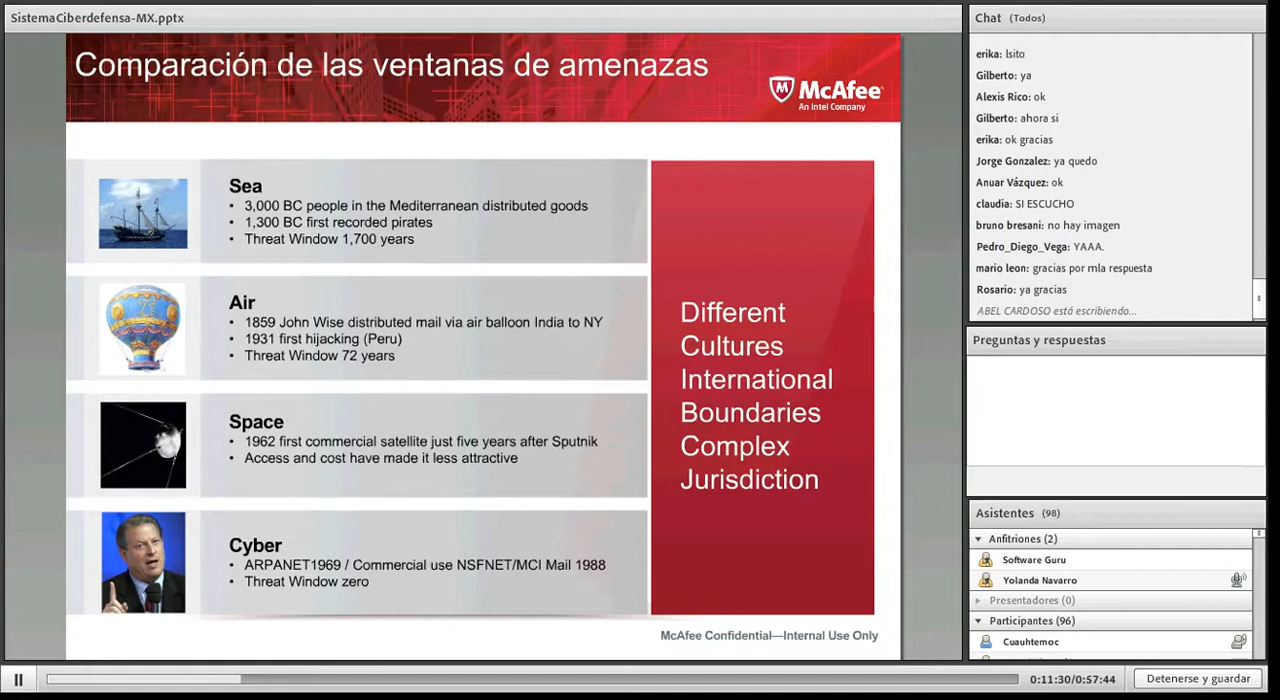 SistemaCiberdefensa-MX.pptx
Comparación de las ventanas de amenazas
McAfee
An Intel Company
Sea
• 3,000 BC people in the Mediterranean distributed goods
• 1,300 BC first recorded pirates
• Threat Window 1,700 years
Air
• 1859 John Wise distributed mail via air balloon India to NY
• 1931 first hijacking (Peru)
• Threat Window 72 years
Space
• 1962 first commercial satellite just five years after Sputnik
• Access and cost have made it less attractive
Cyber
• ARPANET1969 / Commercial use NSFNET/MCI Mail 1988
• Threat Window zero
Different
Cultures
International
Boundaries
Complex
Jurisdiction
McAfee Confidential—Internal Use Only
Chat (Todos)
erika: lsito
Gilberto: ya
Alexis Rico: ok
Gilberto: ahora si
erika: ok gracias
Jorge Gonzalez: ya quedo
Anuar Vázquez: ok
claudia: SI ESCUCHO
bruno bresani: no hay imagen
Pedro_Diego_Vega: YAAA.
mario leon: gracias por mla respuesta
Rosario: ya gracias
ABEL CARDOSO está escribiendo...
Preguntas y respuestas
Asistentes (98)
Anfitriones (2)
Software Guru
Yolanda Navarro
Presentadores (0)
Participantes (96)
Cuauhtemoc
0:11:30/0:57:44
Detenerse y guardar